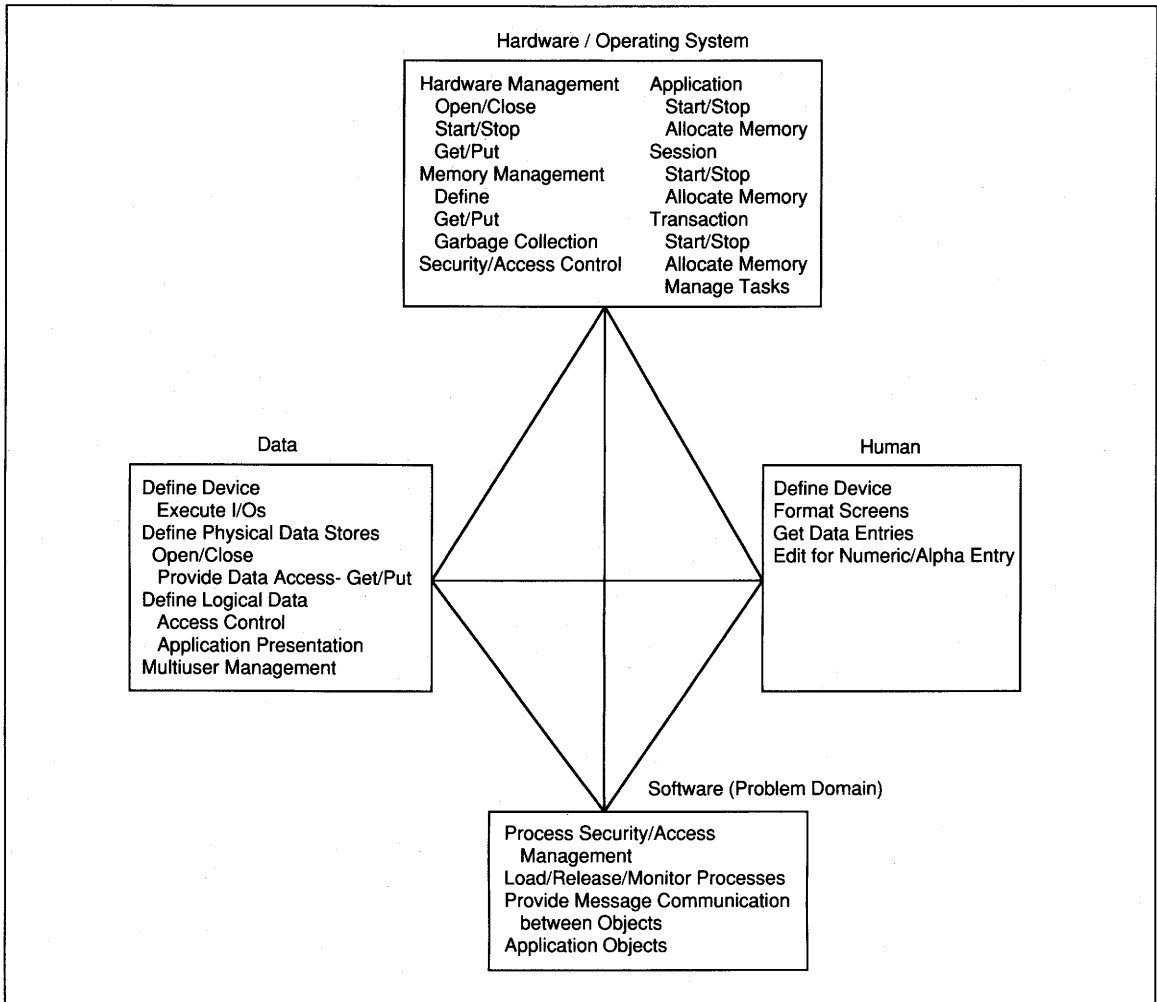 Hardware / Operating System
Hardware Management
Open/Close
Start/Stop
Get/Put
Memory Management
Define
Get/Put
Garbage Collection
Security/Access Control
Application
Start/Stop
Allocate Memory
Session
Start/Stop
Allocate Memory
Transaction
Start/Stop
Allocate Memory
Manage Tasks
Data
Define Device
Execute I/Os
Define Physical Data Stores
Open/Close
Provide Data Access- Get/Put
Define Logical Data
Access Control
Application Presentation
Multiuser Management
Human
Define Device
Format Screens
Get Data Entries
Edit for Numeric/Alpha Entry
Software (Problem Domain)
Process Security/Access
Management
Load/Release/Monitor Processes
Provide Message Communication
between Objects
Application Objects